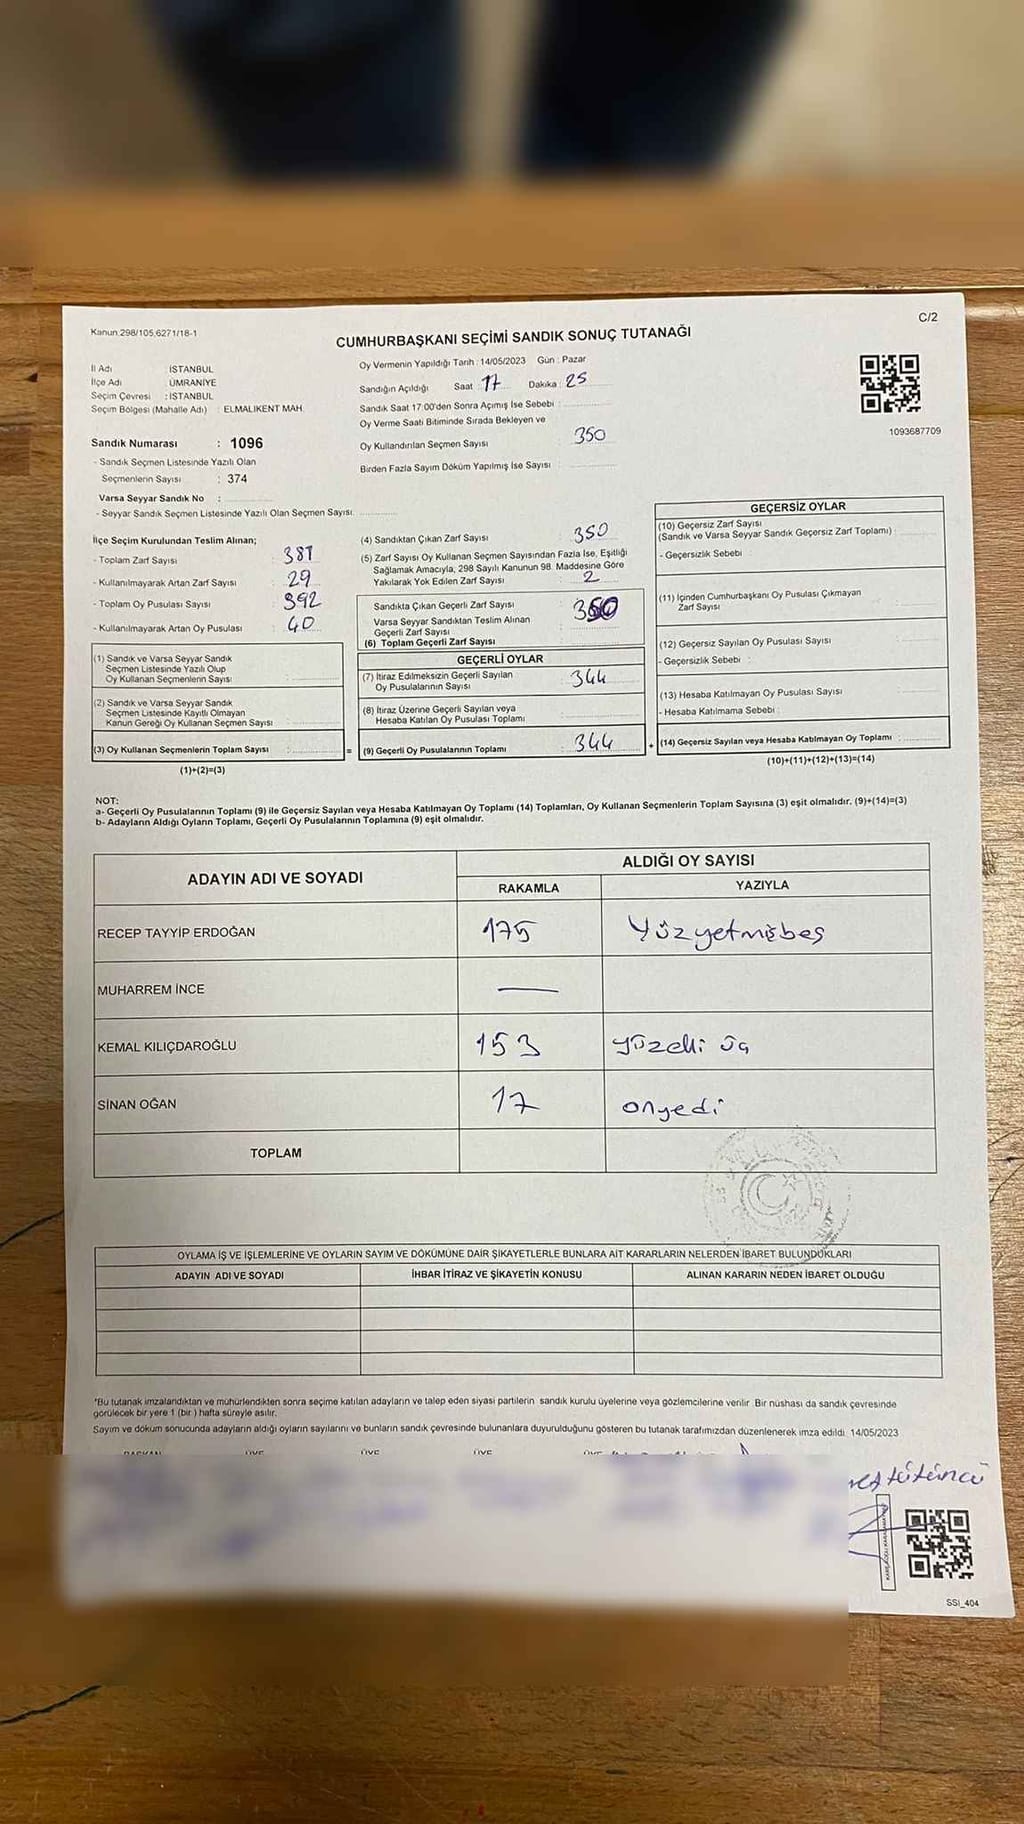 Kanun 298/105,6271/18-1
C/2
CUMHURBAŞKANI SEÇİMİ SANDIK SONUÇ TUTANAĞI
İl Adı İSTANBUL
İlçe Adı ÜMRANİYE
Seçim Çevresi : İSTANBUL
Seçim Bölgesi (Mahalle Adı) : ELMALIKENT MAH.
Oy Vermenin Yapıldığı Tarih : 14/05/2023 Gün : Pazar
Sandığın Açıldığı Saat 17 Dakika : 25
Sandık Saat 17:00'den Sonra Açımış İse Sebebi :
Oy Verme Saati Bitiminde Sırada Bekleyen ve
Oy Kullandırılan Seçmen Sayısı 350
Birden Fazla Sayım Döküm Yapılmış İse Sayısı :
1093687709
Sandık Numarası : 1096
- Sandık Seçmen Listesinde Yazılı Olan
Seçmenlerin Sayısı : 374
Varsa Seyyar Sandık No :
- Seyyar Sandık Seçmen Listesinde Yazılı Olan Seçmen Sayısı:
İlçe Seçim Kurulundan Teslim Alınan;
- Toplam Zarf Sayısı : 381
- Kullanılmayarak Artan Zarf Sayısı : 29
- Toplam Oy Pusulası Sayısı : 392
- Kullanılmayarak Artan Oy Pusulası : 40
(1) Sandık ve Varsa Seyyar Sandık
Seçmen Listesinde Yazılı Olup
Oy Kullanan Seçmenlerin Sayısı :
(2) Sandık ve Varsa Seyyar Sandık
Seçmen Listesinde Kayıtlı Olmayan
Kanun Gereği Oy Kullanan Seçmen Sayısı :
(3) Oy Kullanan Seçmenlerin Toplam Sayısı : =
(1)+(2)=(3)
(4) Sandıktan Çıkan Zarf Sayısı : 350
(5) Zarf Sayısı Oy Kullanan Seçmen Sayısından Fazla İse, Eşitliği
Sağlamak Amacıyla, 298 Sayılı Kanunun 98. Maddesine Göre
Yakılarak Yok Edilen Zarf Sayısı : 2
Sandıkta Çıkan Geçerli Zarf Sayısı : 350
Varsa Seyyar Sandıktan Teslim Alınan
Geçerli Zarf Sayısı
(6) Toplam Geçerli Zarf Sayısı
GEÇERLİ OYLAR
(7) İtiraz Edilmeksizin Geçerli Sayılan
Oy Pusulalarının Sayısı : 344
(8) İtiraz Üzerine Geçerli Sayılan veya
Hesaba Katılan Oy Pusulası Toplamı
(9) Geçerli Oy Pusulalarının Toplamı : 344 +
GEÇERSİZ OYLAR
(10) Geçersiz Zarf Sayısı
(Sandık ve Varsa Seyyar Sandık Geçersiz Zarf Toplamı) :
- Geçersizlik Sebebi :
(11) İçinden Cumhurbaşkanı Oy Pusulası Çıkmayan
Zarf Sayısı
(12) Geçersiz Sayılan Oy Pusulası Sayısı :
- Geçersizlik Sebebi :
(13) Hesaba Katılmayan Oy Pusulası Sayısı :
- Hesaba Katılmama Sebebi :
(14) Geçersiz Sayılan veya Hesaba Katılmayan Oy Toplamı :
(10)+(11)+(12)+(13)=(14)
NOT:
a- Geçerli Oy Pusulalarının Toplamı (9) ile Geçersiz Sayılan veya Hesaba Katılmayan Oy Toplamı (14) Toplamları, Oy Kullanan Seçmenlerin Toplam Sayısına (3) eşit olmalıdır. (9)+(14)=(3)
b- Adayların Aldığı Oyların Toplamı, Geçerli Oy Pusulalarının Toplamına (9) eşit olmalıdır.
ADAYIN ADI VE SOYADI
ALDIĞI OY SAYISI
RAKAMLA YAZIYLA
RECEP TAYYİP ERDOĞAN 175 Yüzyetmişbeş
MUHARREM İNCE —
KEMAL KILIÇDAROĞLU 153 yüzelli üç
SİNAN OĞAN 17 onyedi
TOPLAM
OYLAMA İŞ VE İŞLEMLERİNE VE OYLARIN SAYIM VE DÖKÜMÜNE DAİR ŞİKAYETLERLE BUNLARA AİT KARARLARIN NELERDEN İBARET BULUNDUKLARI
ADAYIN ADI VE SOYADI İHBAR İTİRAZ VE ŞİKAYETİN KONUSU ALINAN KARARIN NEDEN İBARET OLDUĞU
*Bu tutanak imzalandıktan ve mühürlendikten sonra seçime katılan adayların ve talep eden siyasi partilerin sandık kurulu üyelerine veya gözlemcilerine verilir. Bir nüshası da sandık çevresinde
görülecek bir yere 1 (bir ) hafta süreyle asılır.
Sayım ve döküm sonucunda adayların aldığı oyların sayılarını ve bunların sandık çevresinde bulunanlara duyurulduğunu gösteren bu tutanak tarafımızdan düzenlenerek imza edildi. 14/05/2023
BAŞKAN ÜYE ÜYE ÜYE ÜYE
SSI_404